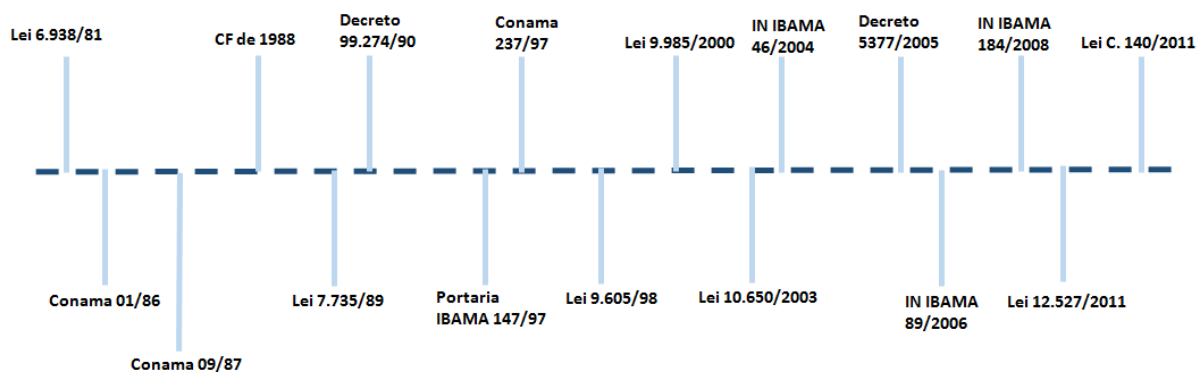 Lei 6.938/81
CF de 1988
Decreto
99.274/90
Conama
237/97
Lei 9.985/2000
IN IBAMA
46/2004
Decreto
5377/2005
IN IBAMA
184/2008
Lei C. 140/2011
Conama 01/86
Conama 09/87
Lei 7.735/89
Portaria
IBAMA 147/97
Lei 9.605/98
Lei 10.650/2003
IN IBAMA
89/2006
Lei 12.527/2011